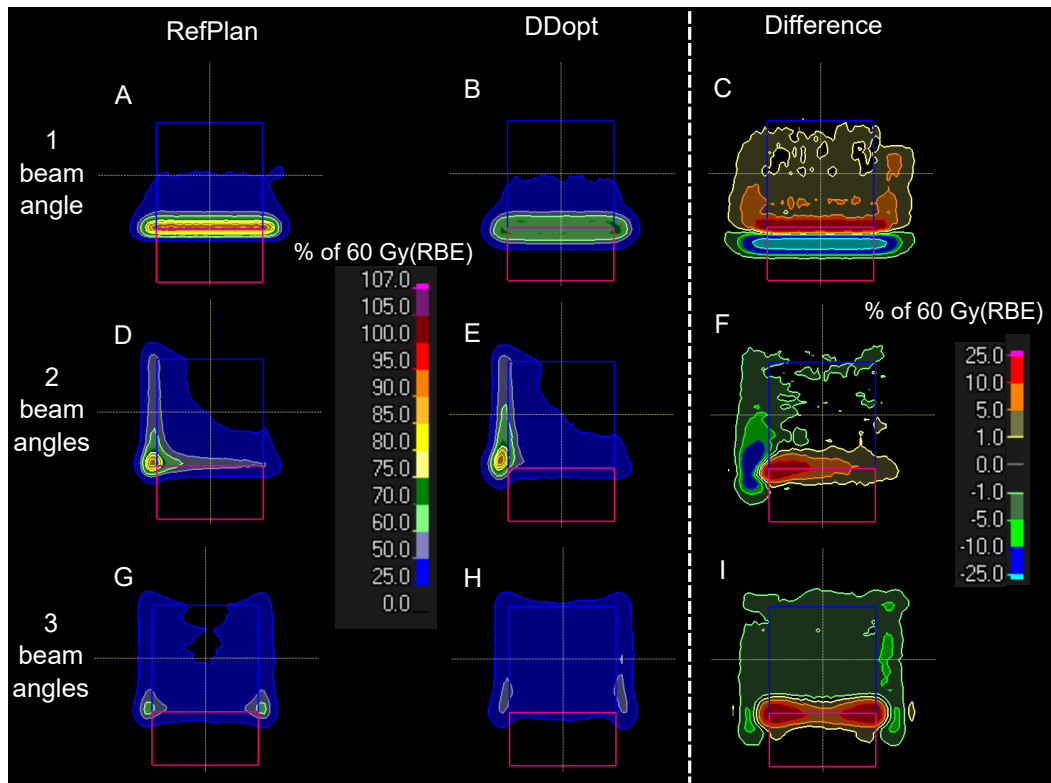 RefPlan
DDopt
Difference
A
B
C
1
beam
angle
% of 60 Gy(RBE)
107.0
105.0
100.0
95.0
90.0
85.0
80.0
75.0
70.0
60.0
50.0
25.0
0.0
D
E
F
2
beam
angles
% of 60 Gy(RBE)
25.0
10.0
5.0
1.0
0.0
-1.0
-5.0
-10.0
-25.0
G
H
I
3
beam
angles